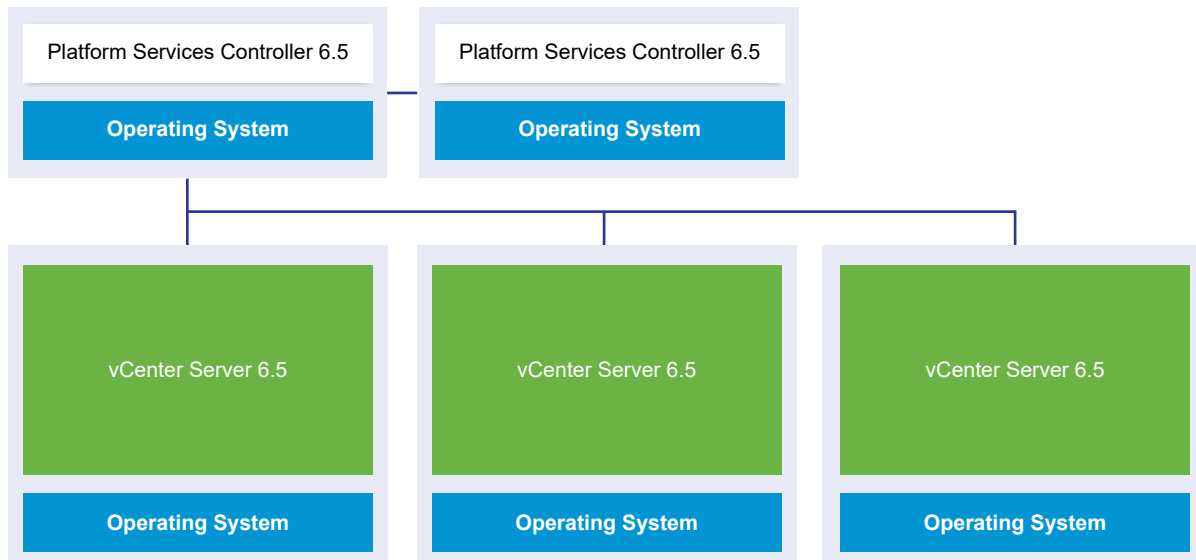 Platform Services Controller 6.5
Platform Services Controller 6.5
Operating System
Operating System
vCenter Server 6.5
vCenter Server 6.5
vCenter Server 6.5
Operating System
Operating System
Operating System